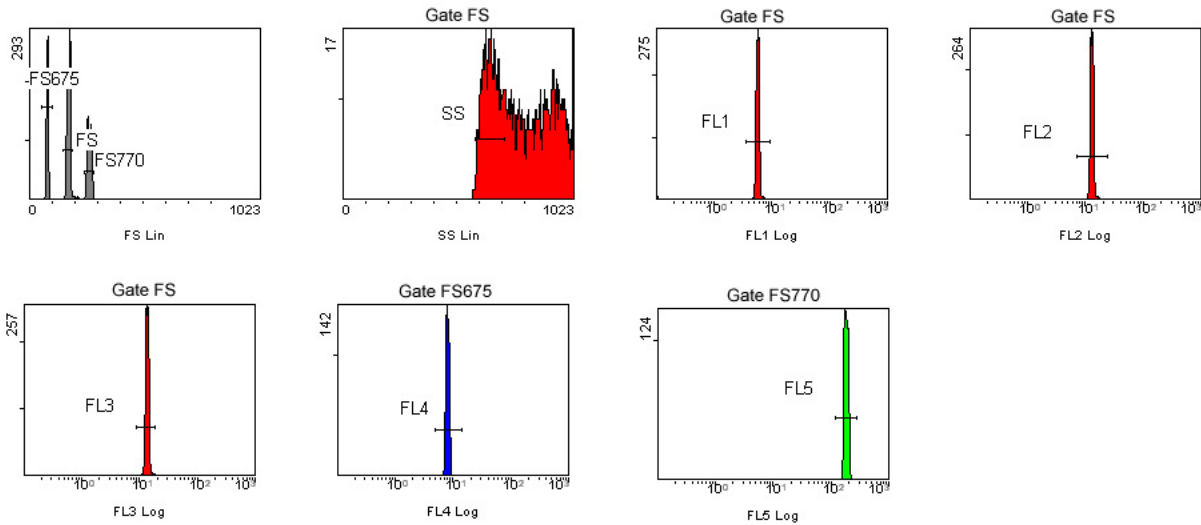 293
-FS675
FS
FS770
0 1023
FS Lin
Gate FS
17
SS
0 1023
SS Lin
Gate FS
275
FL1
10⁰ 10¹ 10² 10³
FL1 Log
Gate FS
264
FL2
10⁰ 10¹ 10² 10³
FL2 Log
Gate FS
257
FL3
10⁰ 10¹ 10² 10³
FL3 Log
Gate FS675
142
FL4
10⁰ 10¹ 10² 10³
FL4 Log
Gate FS770
124
FL5
10⁰ 10¹ 10² 10³
FL5 Log